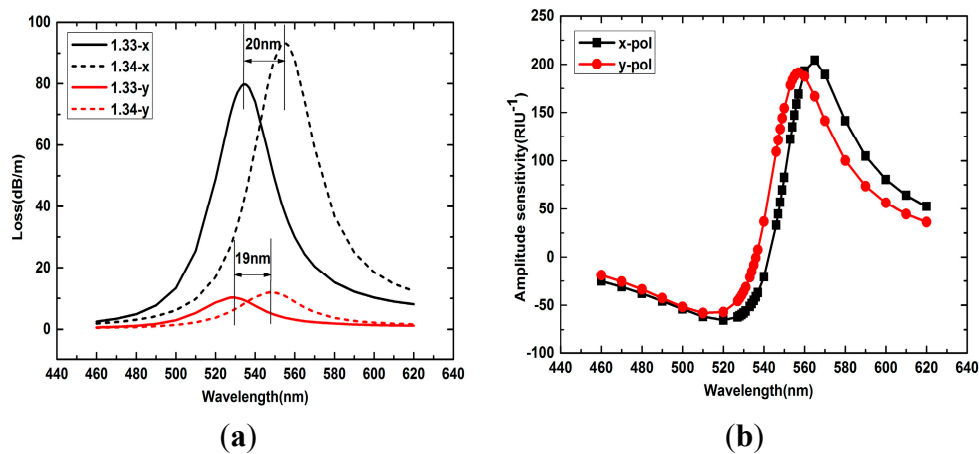 100
80
60
40
20
0
Loss(dB/m)
1.33-x
1.34-x
1.33-y
1.34-y
20nm
19nm
440 460 480 500 520 540 560 580 600 620 640
Wavelength(nm)
(a)
250
200
150
100
50
0
-50
-100
Amplitude sensitivity(RIU⁻¹)
x-pol
y-pol
440 460 480 500 520 540 560 580 600 620 640
Wavelength(nm)
(b)